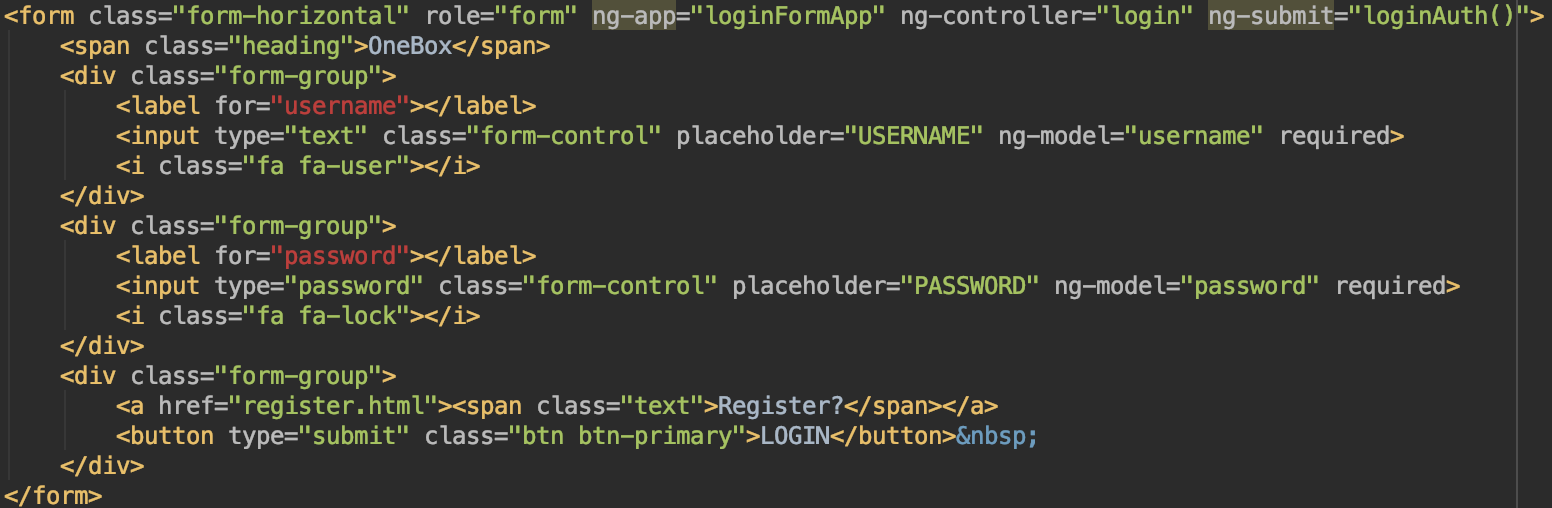 <form class="form-horizontal" role="form" ng-app="loginFormApp" ng-controller="login" ng-submit="loginAuth()">
    <span class="heading">OneBox</span>
    <div class="form-group">
        <label for="username"></label>
        <input type="text" class="form-control" placeholder="USERNAME" ng-model="username" required>
        <i class="fa fa-user"></i>
    </div>
    <div class="form-group">
        <label for="password"></label>
        <input type="password" class="form-control" placeholder="PASSWORD" ng-model="password" required>
        <i class="fa fa-lock"></i>
    </div>
    <div class="form-group">
        <a href="register.html"><span class="text">Register?</span></a>
        <button type="submit" class="btn btn-primary">LOGIN</button>&nbsp;
    </div>
</form>